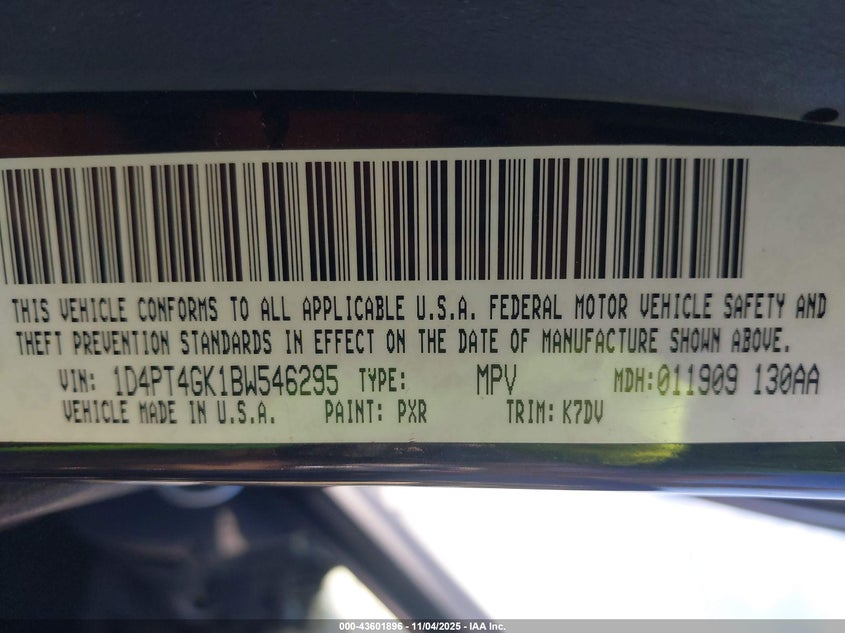 THIS VEHICLE CONFORMS TO ALL APPLICABLE U.S.A. FEDERAL MOTOR VEHICLE SAFETY AND
THEFT PREVENTION STANDARDS IN EFFECT ON THE DATE OF MANUFACTURE SHOWN ABOVE.
VIN: 1D4PT4GK1BW546295 TYPE: MPV MDH:011909 130AA
VEHICLE MADE IN U.S.A. PAINT: PXR TRIM: K7DV
000-43601896 - 11/04/2025 - IAA Inc.